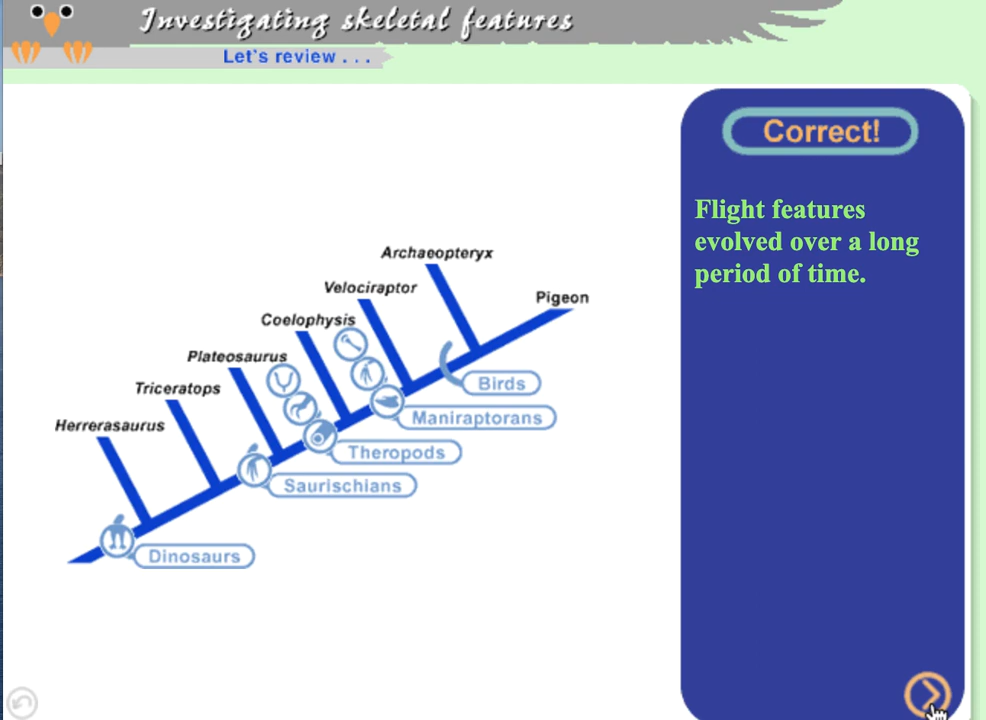 Investigating skeletal features
Let's review . . .
Correct!
Flight features
evolved over a long
period of time.
Archaeopteryx
Velociraptor
Pigeon
Coelophysis
Plateosaurus
Triceratops
Herrerasaurus
Birds
Maniraptorans
Theropods
Saurischians
Dinosaurs